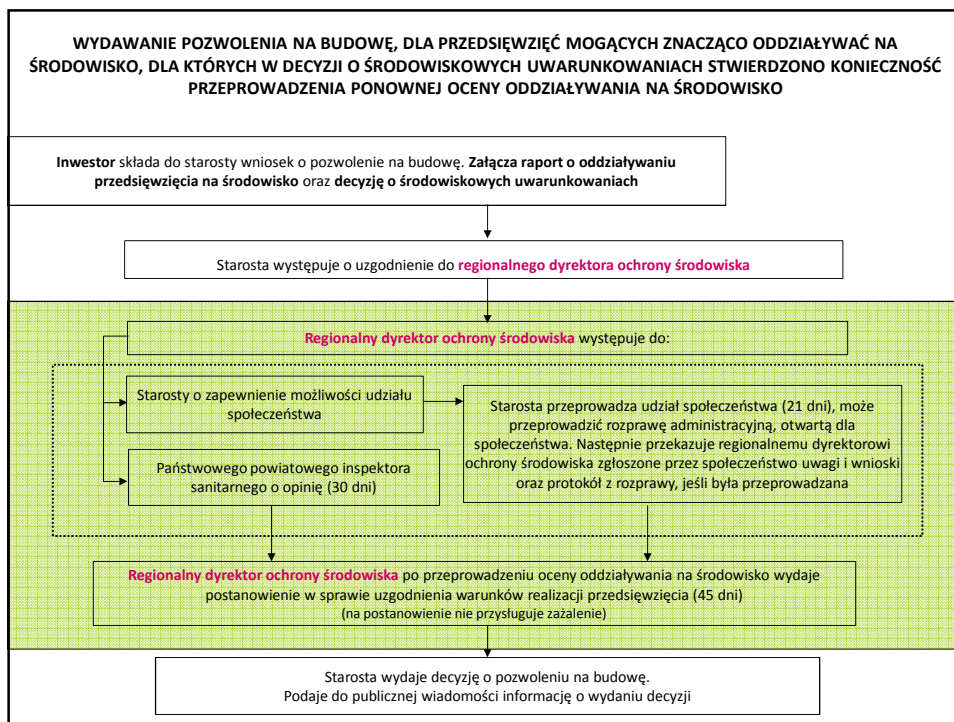 WYDAWANIE POZWOLENIA NA BUDOWĘ, DLA PRZEDSIĘWZIĘĆ MOGĄCYCH ZNACZĄCO ODDZIAŁYWAĆ NA
ŚRODOWISKO, DLA KTÓRYCH W DECYZJI O ŚRODOWISKOWYCH UWARUNKOWANIACH STWIERDZONO KONIECZNOŚĆ
PRZEPROWADZENIA PONOWNEJ OCENY ODDZIAŁYWANIA NA ŚRODOWISKO
Inwestor składa do starosty wniosek o pozwolenie na budowę. Załącza raport o oddziaływaniu
przedsięwzięcia na środowisko oraz decyzję o środowiskowych uwarunkowaniach
Starosta występuje o uzgodnienie do regionalnego dyrektora ochrony środowiska
Regionalny dyrektor ochrony środowiska występuje do:
Starosty o zapewnienie możliwości udziału
społeczeństwa
Starosta przeprowadza udział społeczeństwa (21 dni), może
przeprowadzić rozprawę administracyjną, otwartą dla
społeczeństwa. Następnie przekazuje regionalnemu dyrektorowi
ochrony środowiska zgłoszone przez społeczeństwo uwagi i wnioski
oraz protokół z rozprawy, jeśli była przeprowadzana
Państwowego powiatowego inspektora
sanitarnego o opinię (30 dni)
Regionalny dyrektor ochrony środowiska po przeprowadzeniu oceny oddziaływania na środowisko wydaje
postanowienie w sprawie uzgodnienia warunków realizacji przedsięwzięcia (45 dni)
(na postanowienie nie przysługuje zażalenie)
Starosta wydaje decyzję o pozwoleniu na budowę.
Podaje do publicznej wiadomości informację o wydaniu decyzji